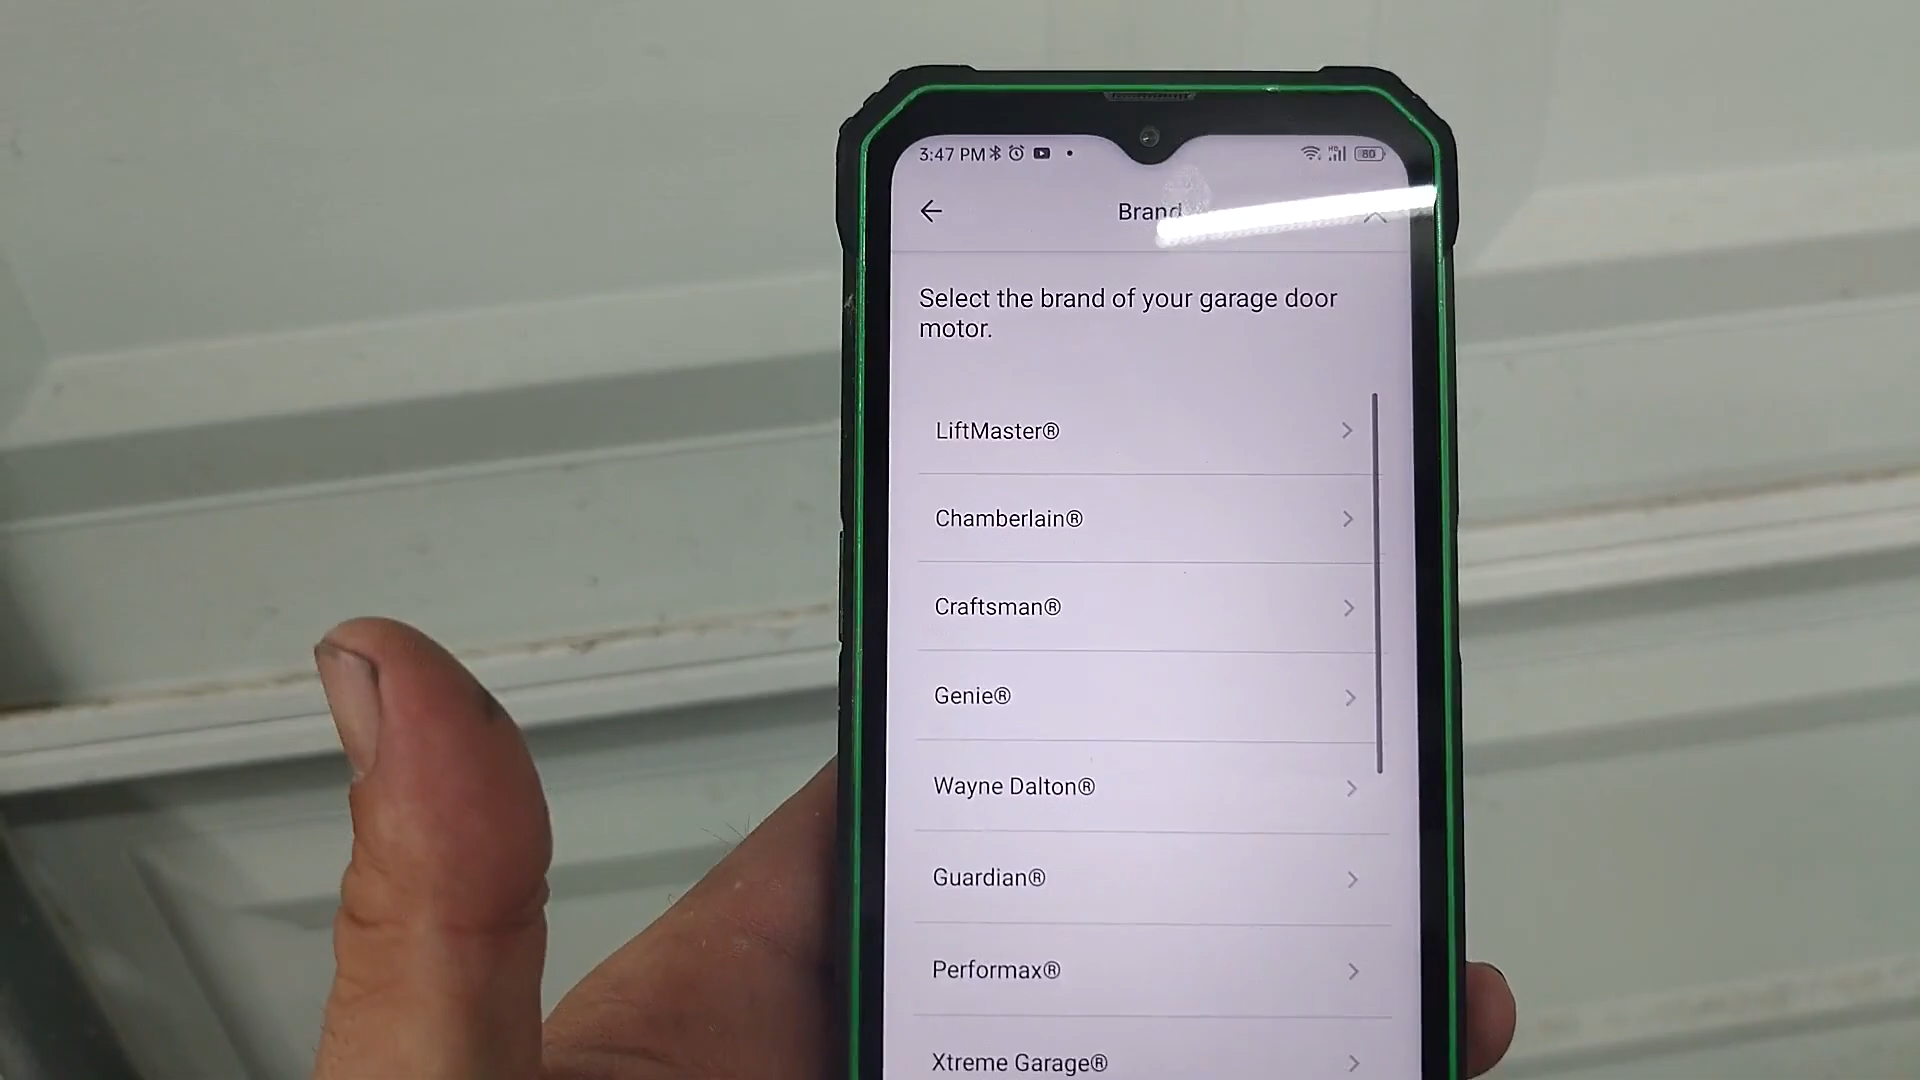 3:47 PM
80
Brand
Select the brand of your garage door
motor.
LiftMaster®
Chamberlain®
Craftsman®
Genie®
Wayne Dalton®
Guardian®
Performax®
Xtreme Garage®